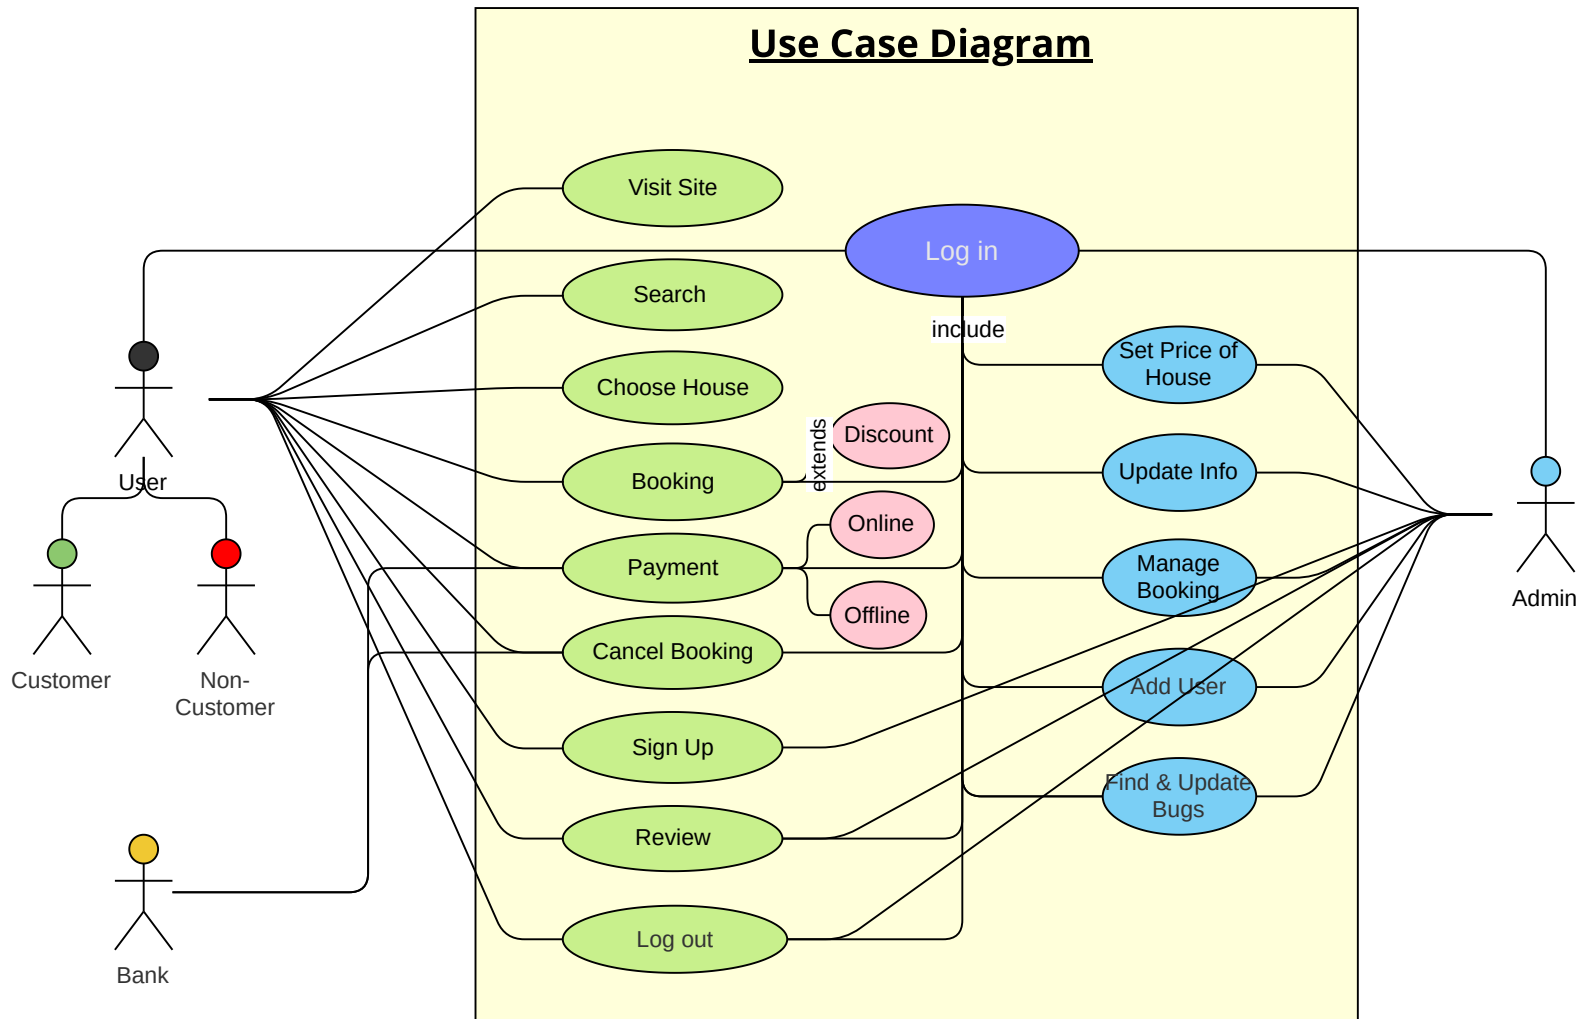 Use Case Diagram
Visit Site
Log in
Search
include
Set Price of
House
Choose House
Discount
extends
Booking
Update Info
User
Online
Payment
Manage
Booking
Admin
Offline
Cancel Booking
Customer
Non-
Customer
Add User
Sign Up
Find & Update
Bugs
Review
Log out
Bank